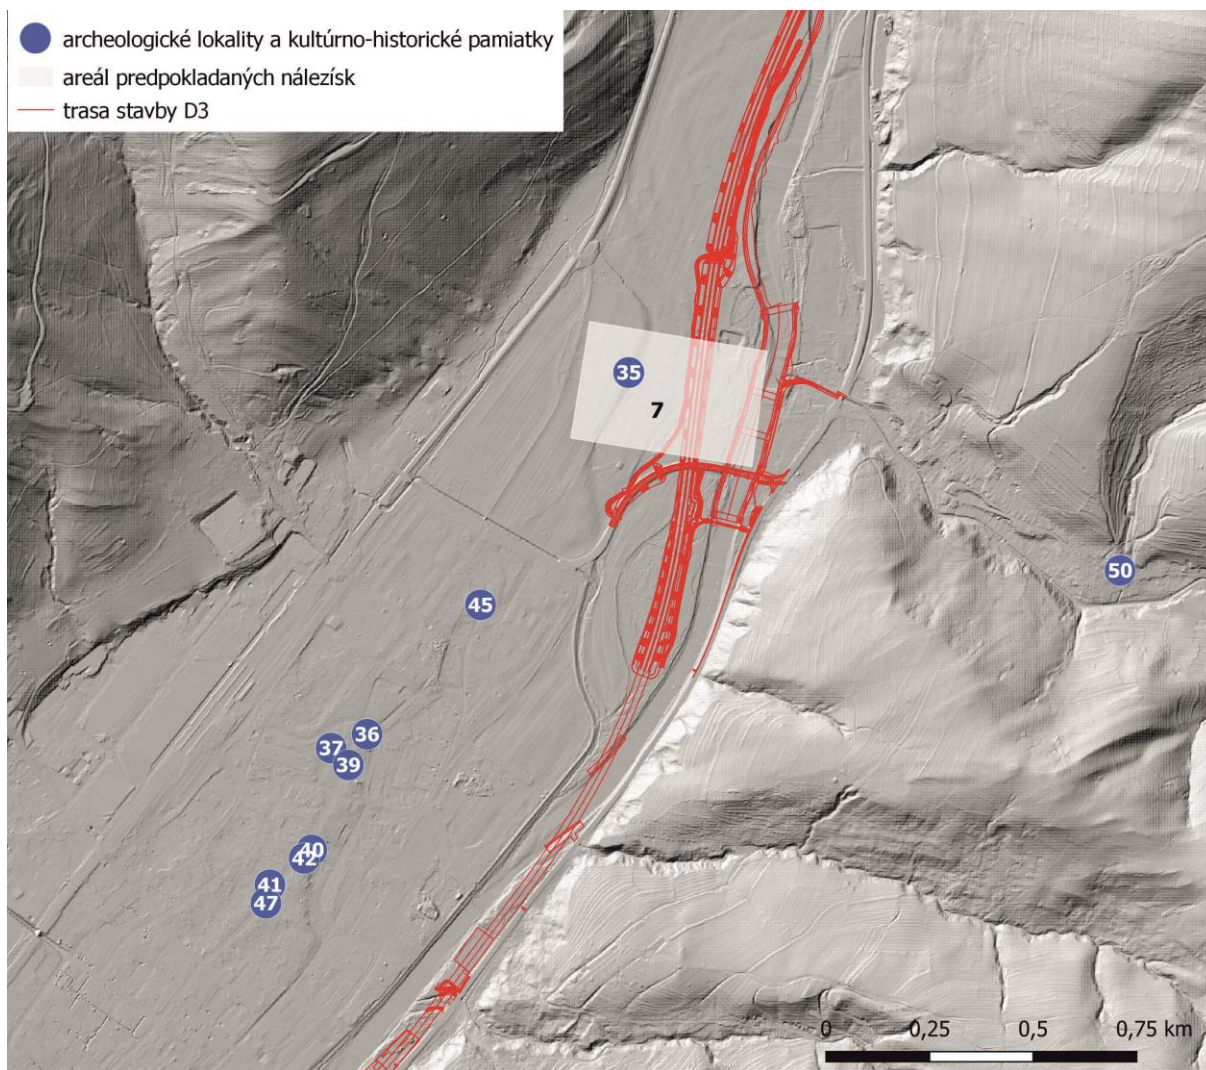 archeologické lokality a kultúrno-historické pamiatky
areál predpokladaných nálezísk
trasa stavby D3
35
7
50
45
36
37
39
40
42
41
47
0 0,25 0,5 0,75 km